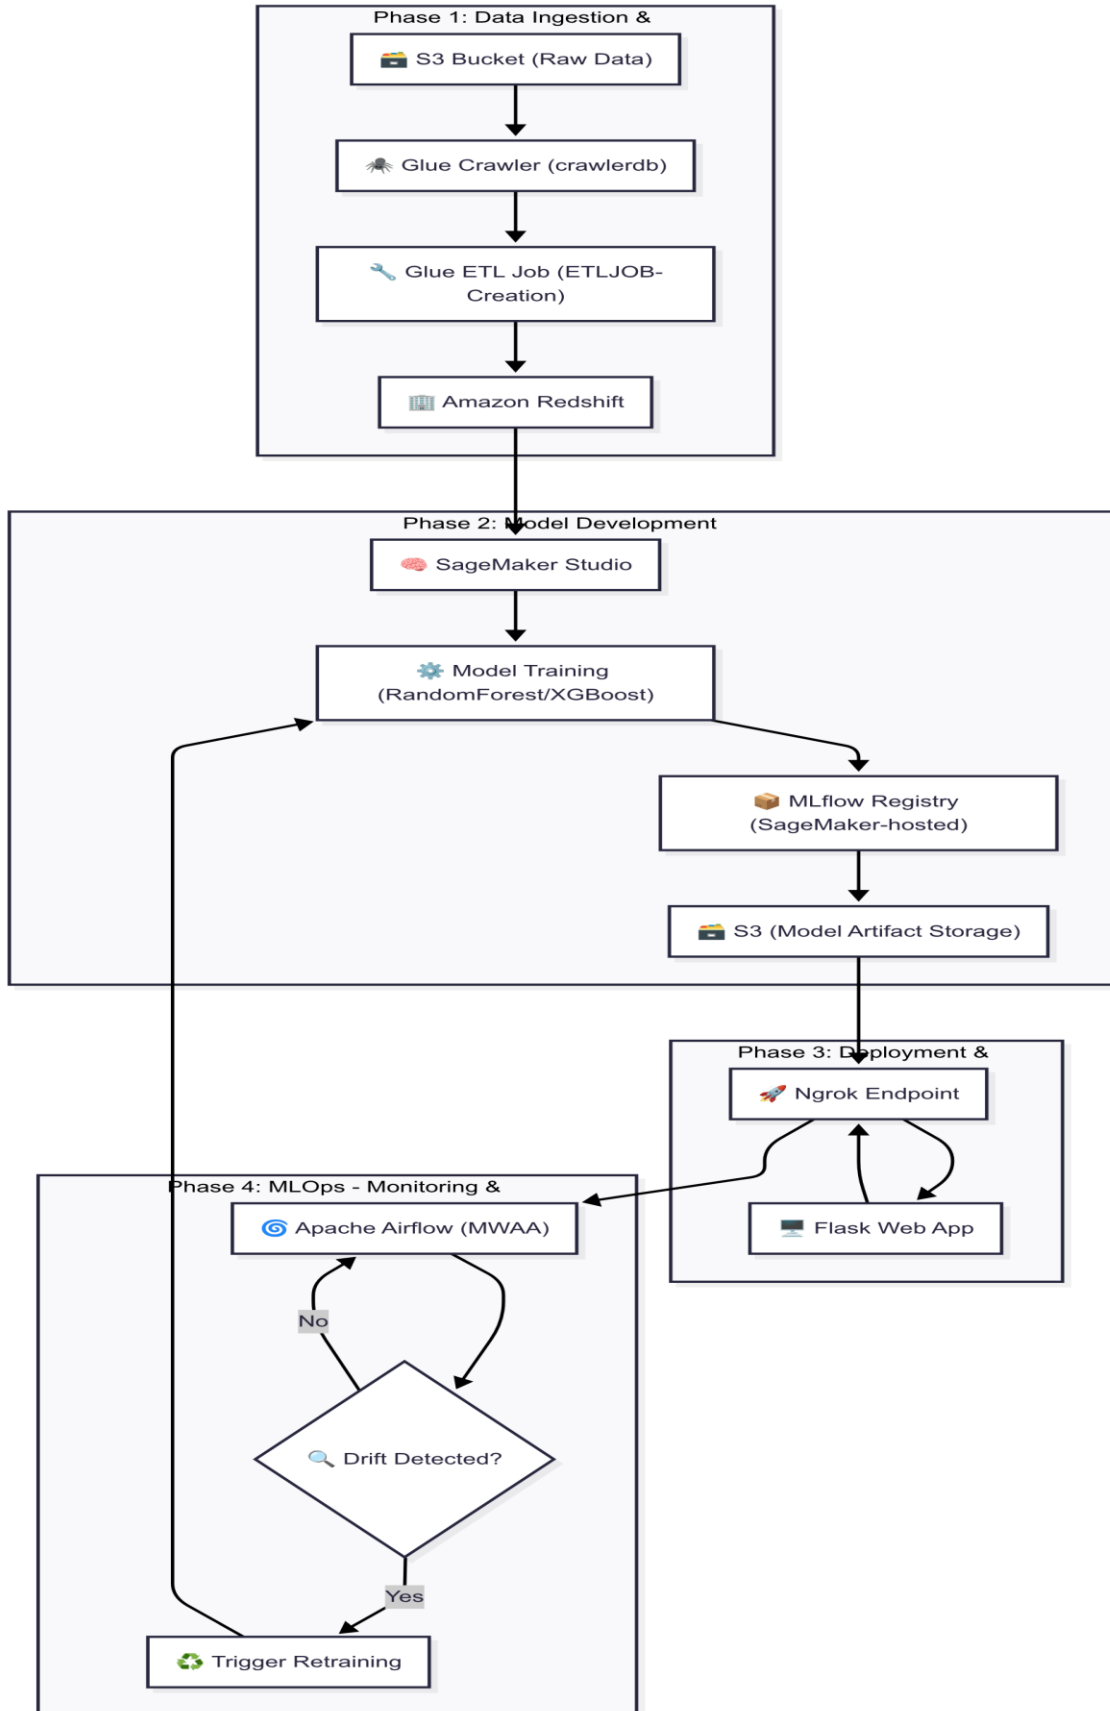 Phase 1: Data Ingestion &
S3 Bucket (Raw Data)
Glue Crawler (crawlerdb)
Glue ETL Job (ETLJOB-
Creation)
Amazon Redshift
Phase 2: Model Development
SageMaker Studio
Model Training
(RandomForest/XGBoost)
MLflow Registry
(SageMaker-hosted)
S3 (Model Artifact Storage)
Phase 3: Deployment &
Ngrok Endpoint
Flask Web App
Phase 4: MLOps - Monitoring &
Apache Airflow (MWAA)
No
Drift Detected?
Yes
Trigger Retraining